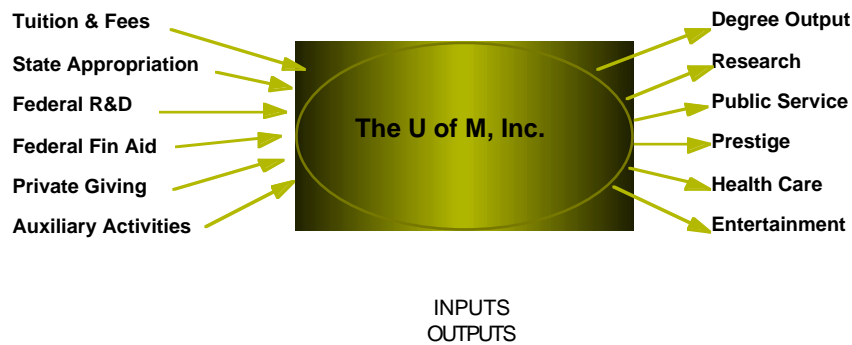 Tuition & Fees
State Appropriation
Federal R&D
Federal Fin Aid
Private Giving
Auxiliary Activities
The U of M, Inc.
Degree Output
Research
Public Service
Prestige
Health Care
Entertainment
INPUTS
OUTPUTS